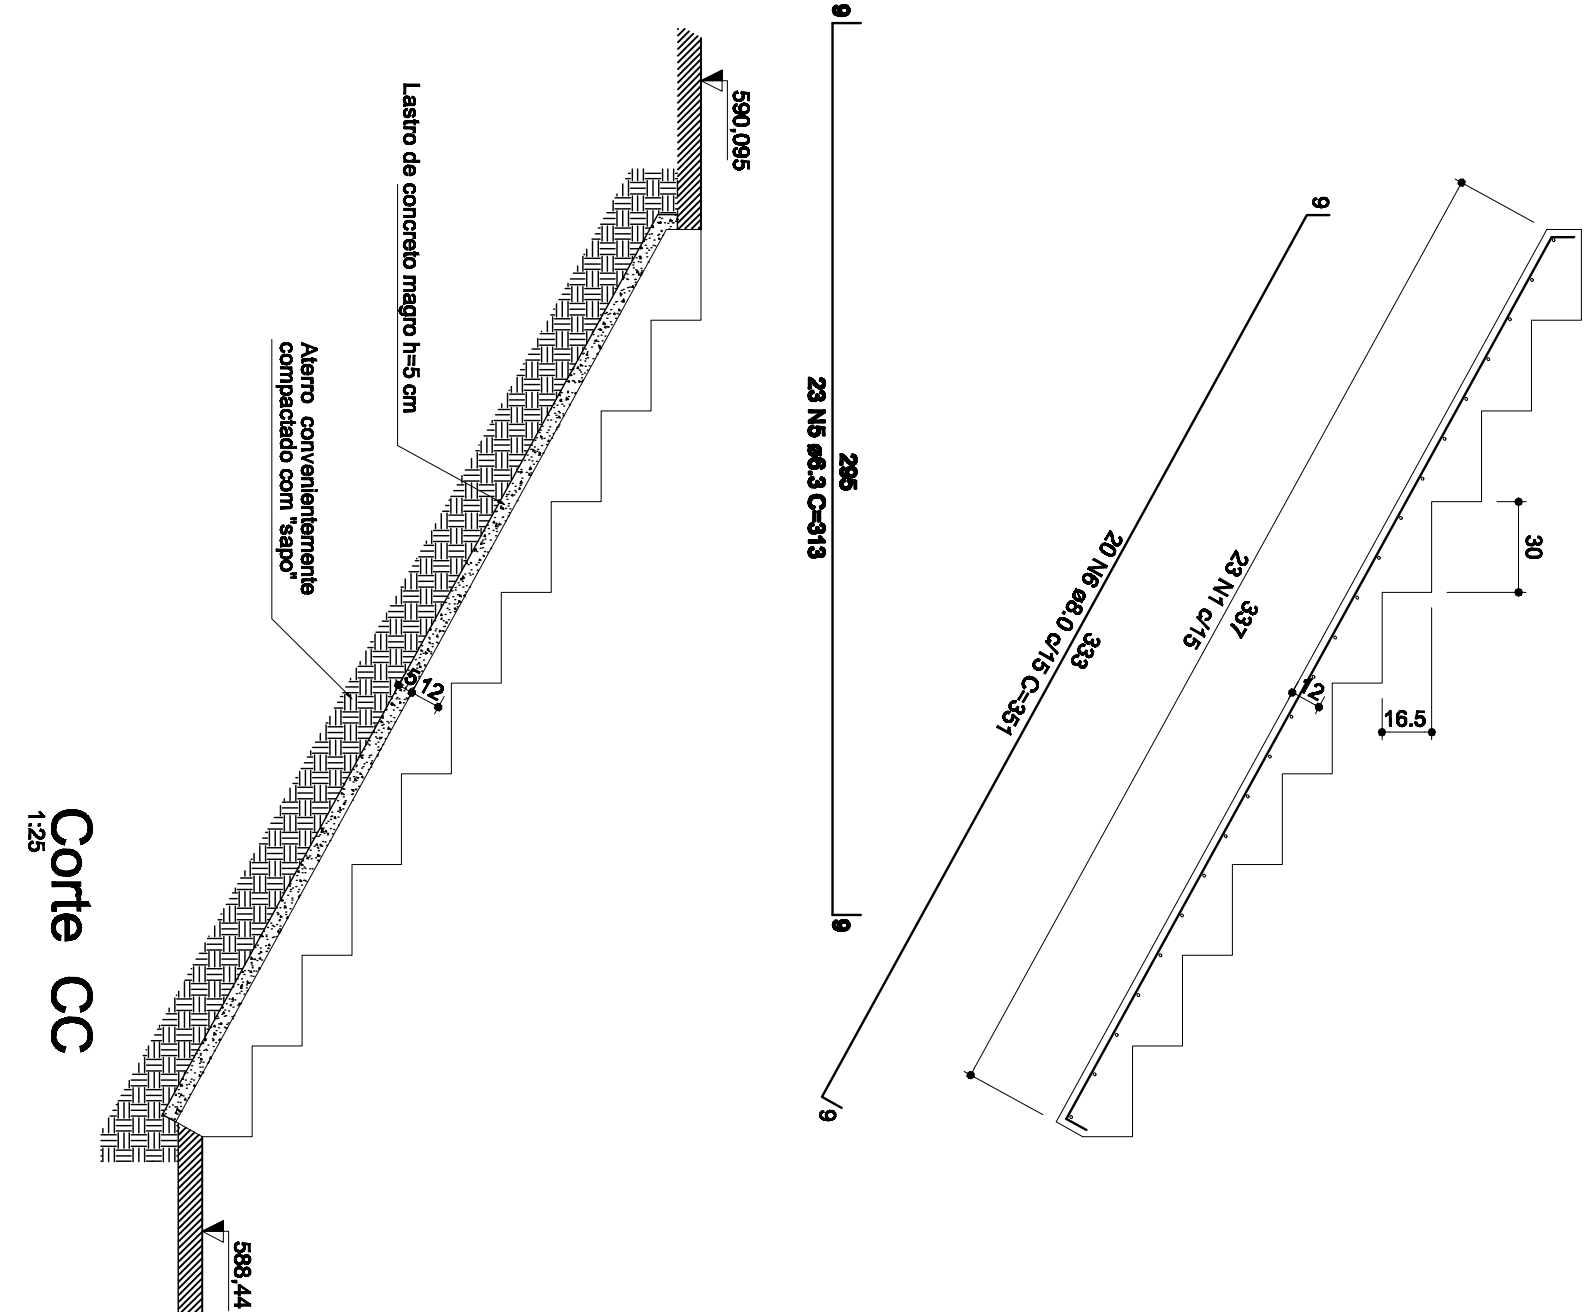 590,095
Lastro de concreto magro h=5 cm
Aterro convenientemente
compactado com "sapo"
5
12
588,44
Corte CC
1:25
9
295
23 N5 ø6.3 C=313
9
9
333
20 N6 ø8.0 c/15 C=351
9
337
23 N1 c/15
30
16.5
12